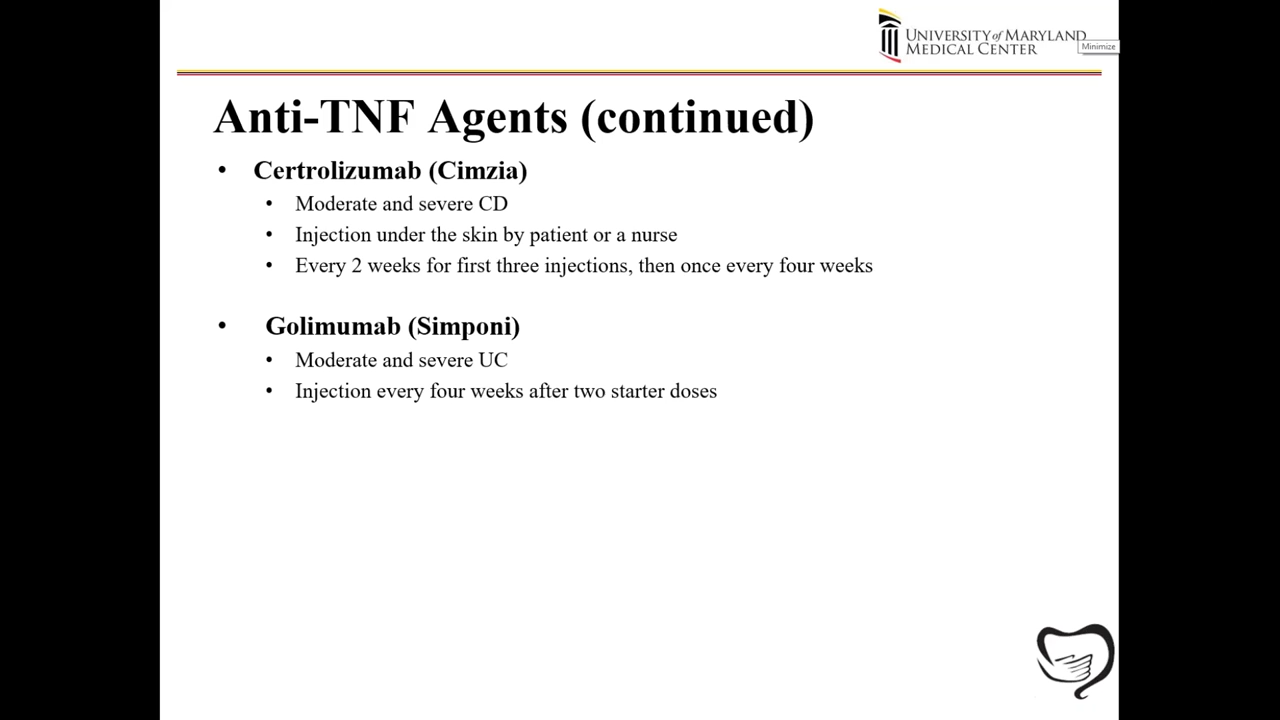 UNIVERSITY of MARYLAND
MEDICAL CENTER
Minimize
Anti-TNF Agents (continued)
• Certrolizumab (Cimzia)
• Moderate and severe CD
• Injection under the skin by patient or a nurse
• Every 2 weeks for first three injections, then once every four weeks
• Golimumab (Simponi)
• Moderate and severe UC
• Injection every four weeks after two starter doses